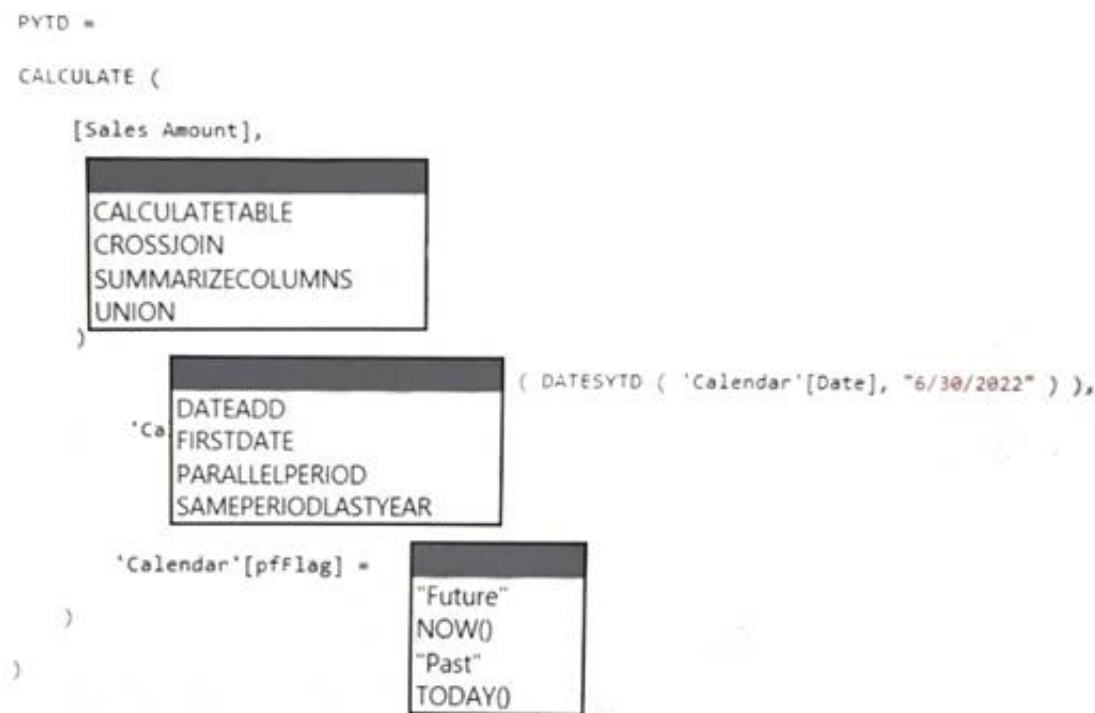 PYTD =
CALCULATE (
[Sales Amount],
CALCULATETABLE
CROSSJOIN
SUMMARIZECOLUMNS
UNION
)
( DATESYTD ( 'Calendar'[Date], "6/30/2022" ) ),
DATEADD
'Ca
FIRSTDATE
PARALLELPERIOD
SAMEPERIODLASTYEAR
'Calendar'[pfFlag] =
"Future"
NOW()
"Past"
TODAY()
)
)